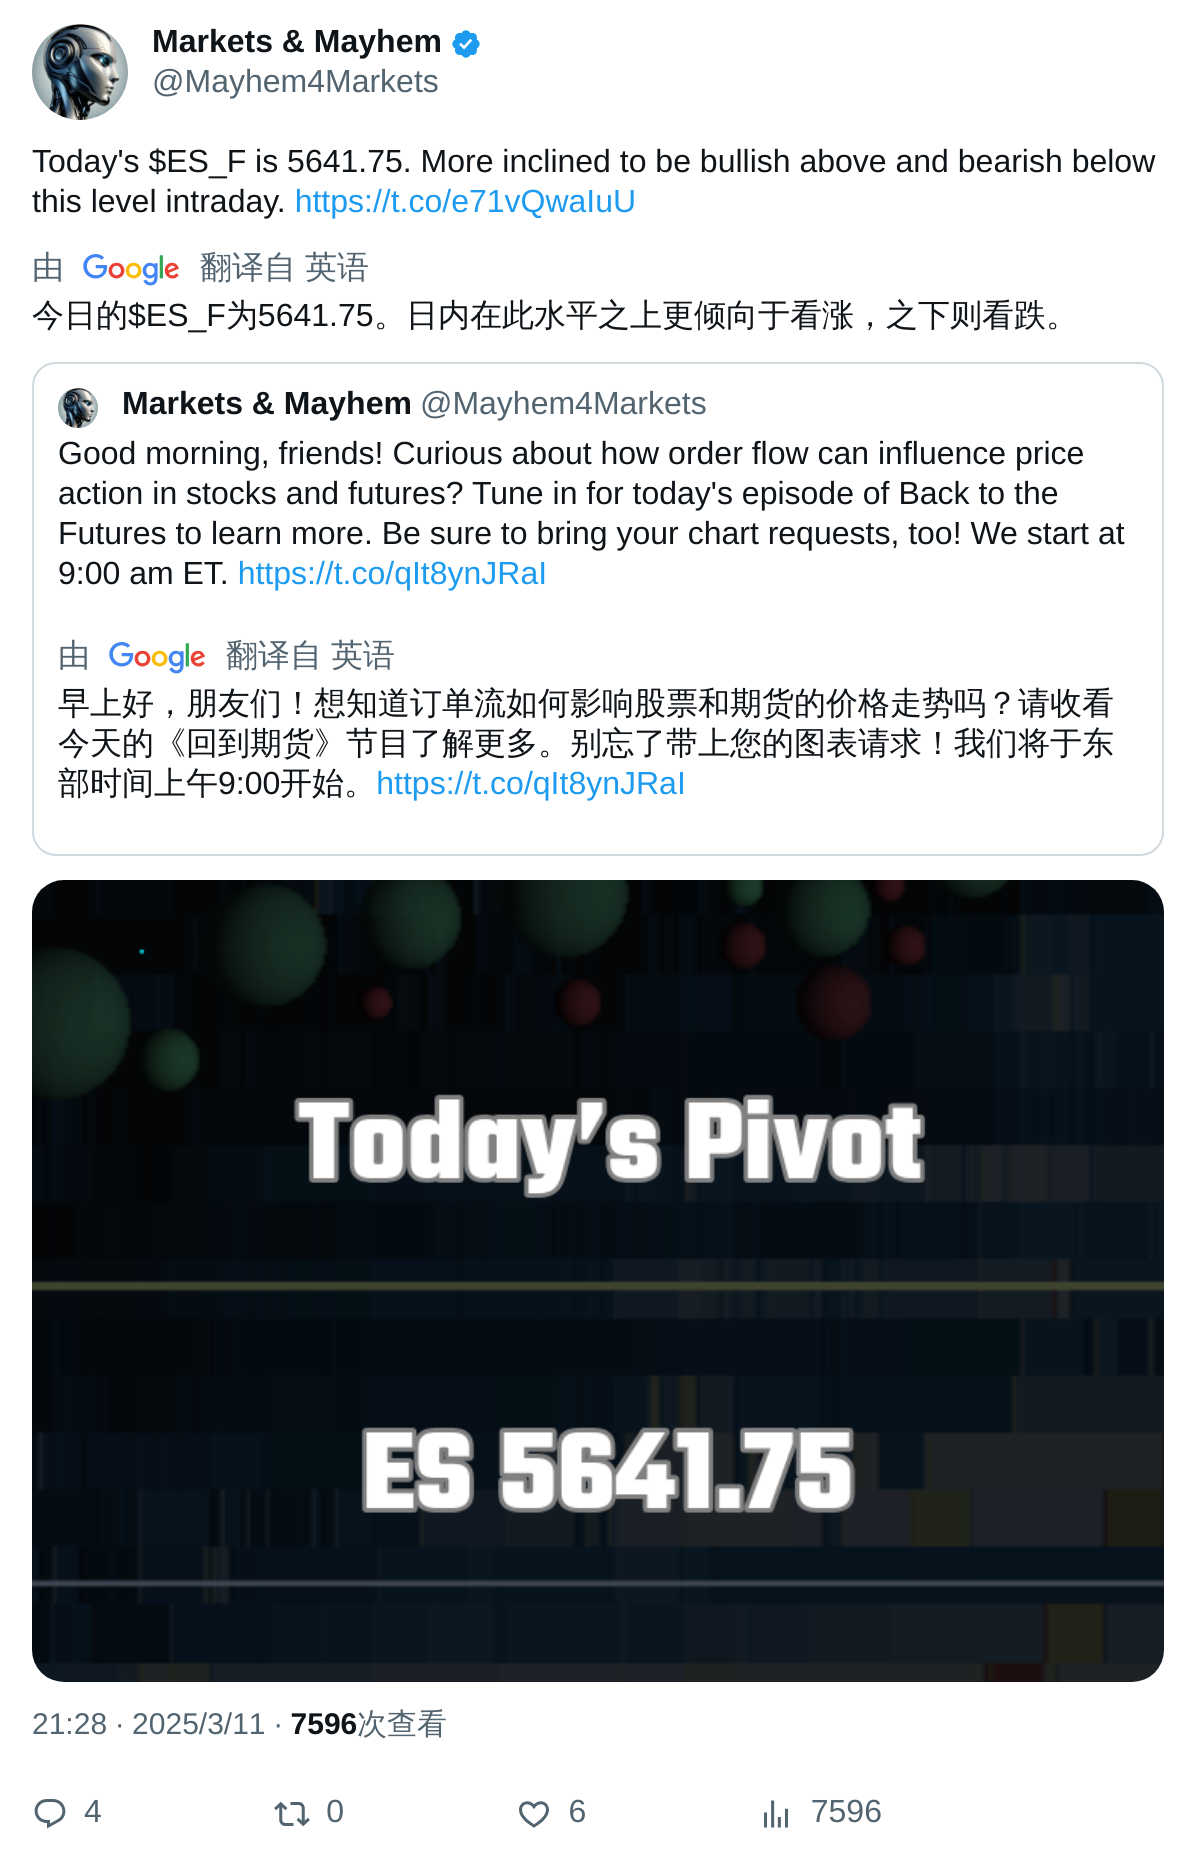 Markets & Mayhem
@Mayhem4Markets
Today's $ES_F is 5641.75. More inclined to be bullish above and bearish below
this level intraday. https://t.co/e71vQwaIuU
由 Google 翻译自 英语
今日的$ES_F为5641.75。日内在此水平之上更倾向于看涨，之下则看跌。
Markets & Mayhem @Mayhem4Markets
Good morning, friends! Curious about how order flow can influence price
action in stocks and futures? Tune in for today's episode of Back to the
Futures to learn more. Be sure to bring your chart requests, too! We start at
9:00 am ET. https://t.co/qIt8ynJRaI
由 Google 翻译自 英语
早上好，朋友们！想知道订单流如何影响股票和期货的价格走势吗？请收看
今天的《回到期货》节目了解更多。别忘了带上您的图表请求！我们将于东
部时间上午9:00开始。https://t.co/qIt8ynJRaI
Today's Pivot
ES 5641.75
21:28 · 2025/3/11 · 7596次查看
4 0 6 7596